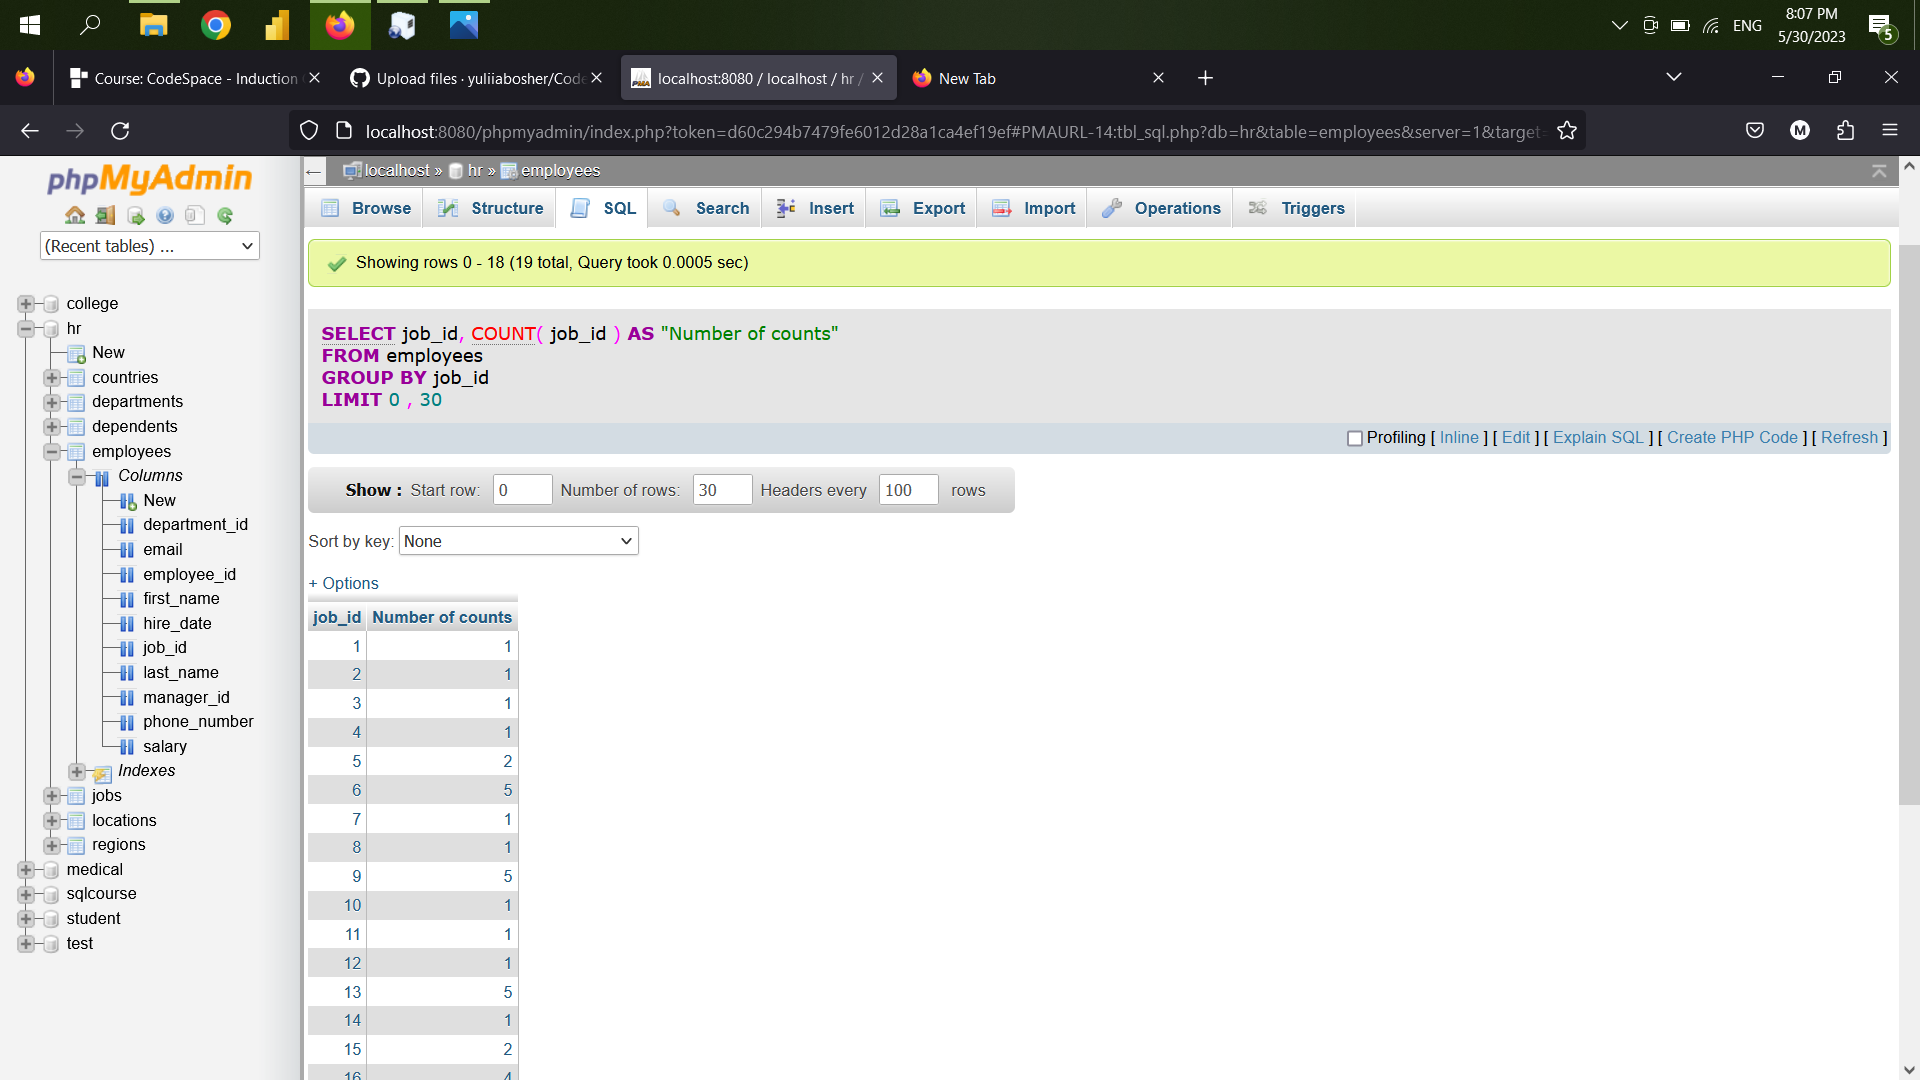 ENG
8:07 PM
5/30/2023
5
Course: CodeSpace - Induction
Upload files · yuliiabosher/Code
localhost:8080 / localhost / hr /
New Tab
localhost:8080/phpmyadmin/index.php?token=d60c294b7479fe6012d28a1ca4ef19ef#PMAURL-14:tbl_sql.php?db=hr&table=employees&server=1&target=
M
phpMyAdmin
(Recent tables) ...
college
hr
New
countries
departments
dependents
employees
Columns
New
department_id
email
employee_id
first_name
hire_date
job_id
last_name
manager_id
phone_number
salary
Indexes
jobs
locations
regions
medical
sqlcourse
student
test
localhost » hr » employees
Browse Structure SQL Search Insert Export Import Operations Triggers
Showing rows 0 - 18 (19 total, Query took 0.0005 sec)
SELECT job_id, COUNT( job_id ) AS "Number of counts"
FROM employees
GROUP BY job_id
LIMIT 0 , 30
Profiling [ Inline ] [ Edit ] [ Explain SQL ] [ Create PHP Code ] [ Refresh ]
Show : Start row: 0 Number of rows: 30 Headers every 100 rows
Sort by key: None
+ Options
job_id Number of counts
1 1
2 1
3 1
4 1
5 2
6 5
7 1
8 1
9 5
10 1
11 1
12 1
13 5
14 1
15 2
16 4